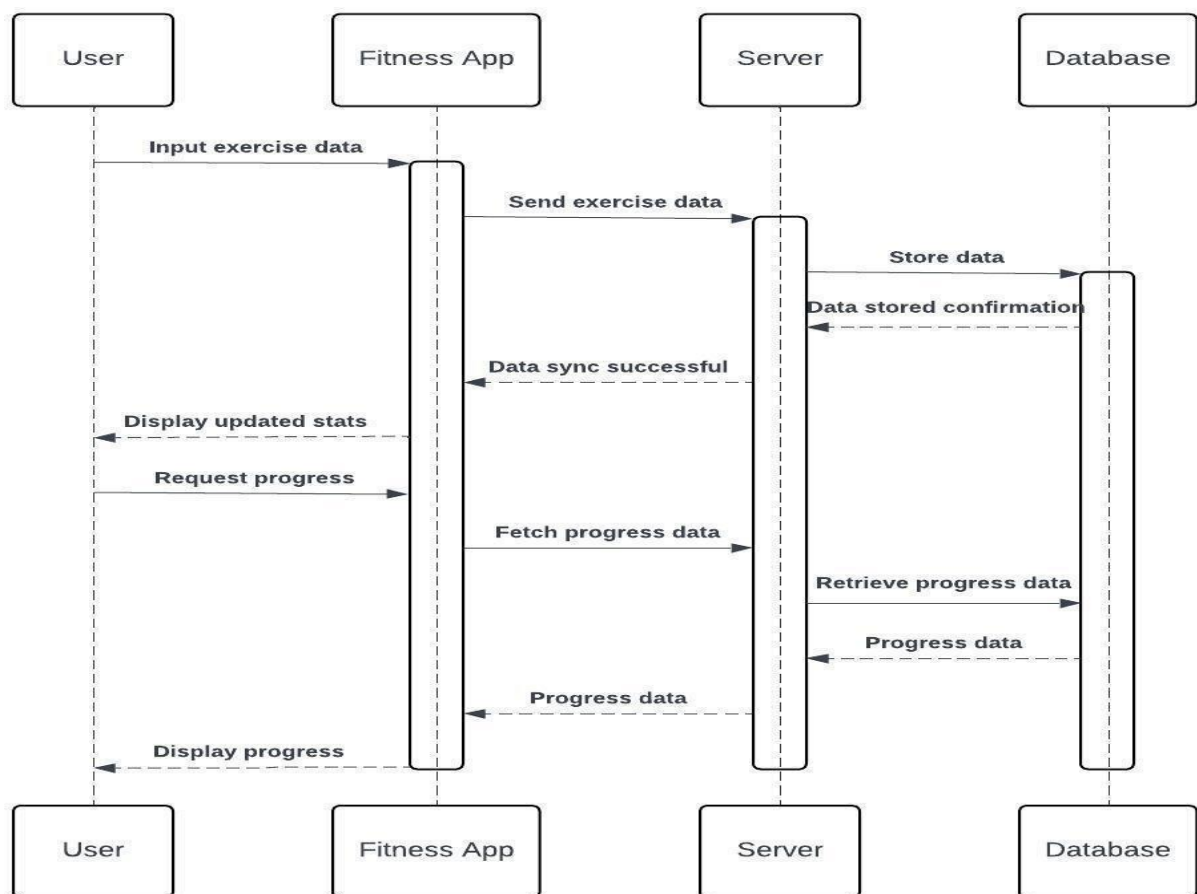 User
Fitness App
Server
Database
Input exercise data
Send exercise data
Store data
Data stored confirmation
Data sync successful
Display updated stats
Request progress
Fetch progress data
Retrieve progress data
Progress data
Progress data
Display progress
User
Fitness App
Server
Database